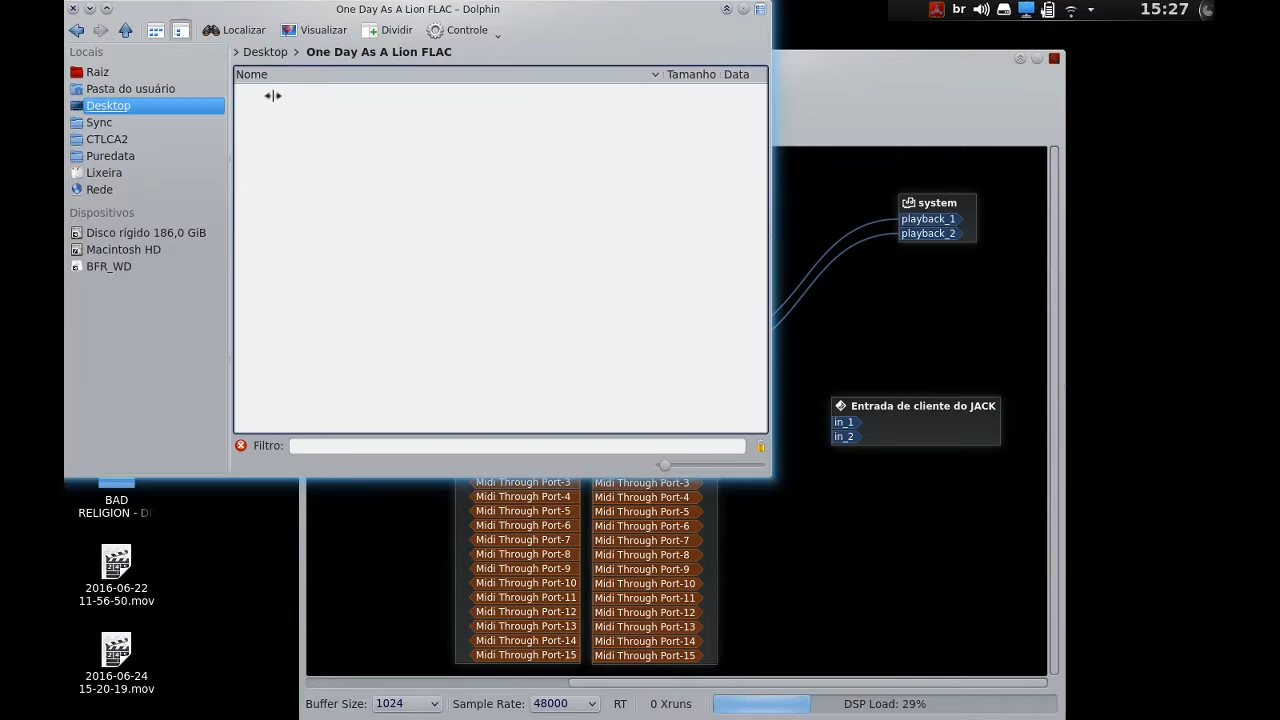 One Day As A Lion FLAC – Dolphin
br 15:27
Localizar Visualizar Dividir Controle
Locais
Raiz
Pasta do usuário
Desktop
Sync
CTLCA2
Puredata
Lixeira
Rede
Dispositivos
Disco rígido 186,0 GiB
Macintosh HD
BFR_WD
> Desktop > One Day As A Lion FLAC
Nome Tamanho Data
Filtro:
system
playback_1
playback_2
Entrada de cliente do JACK
in_1
in_2
Midi Through Port-3 Midi Through Port-3
Midi Through Port-4 Midi Through Port-4
Midi Through Port-5 Midi Through Port-5
Midi Through Port-6 Midi Through Port-6
Midi Through Port-7 Midi Through Port-7
Midi Through Port-8 Midi Through Port-8
Midi Through Port-9 Midi Through Port-9
Midi Through Port-10 Midi Through Port-10
Midi Through Port-11 Midi Through Port-11
Midi Through Port-12 Midi Through Port-12
Midi Through Port-13 Midi Through Port-13
Midi Through Port-14 Midi Through Port-14
Midi Through Port-15 Midi Through Port-15
BAD
RELIGION -
2016-06-22
11-56-50.mov
2016-06-24
15-20-19.mov
Buffer Size: 1024 Sample Rate: 48000 RT 0 Xruns DSP Load: 29%